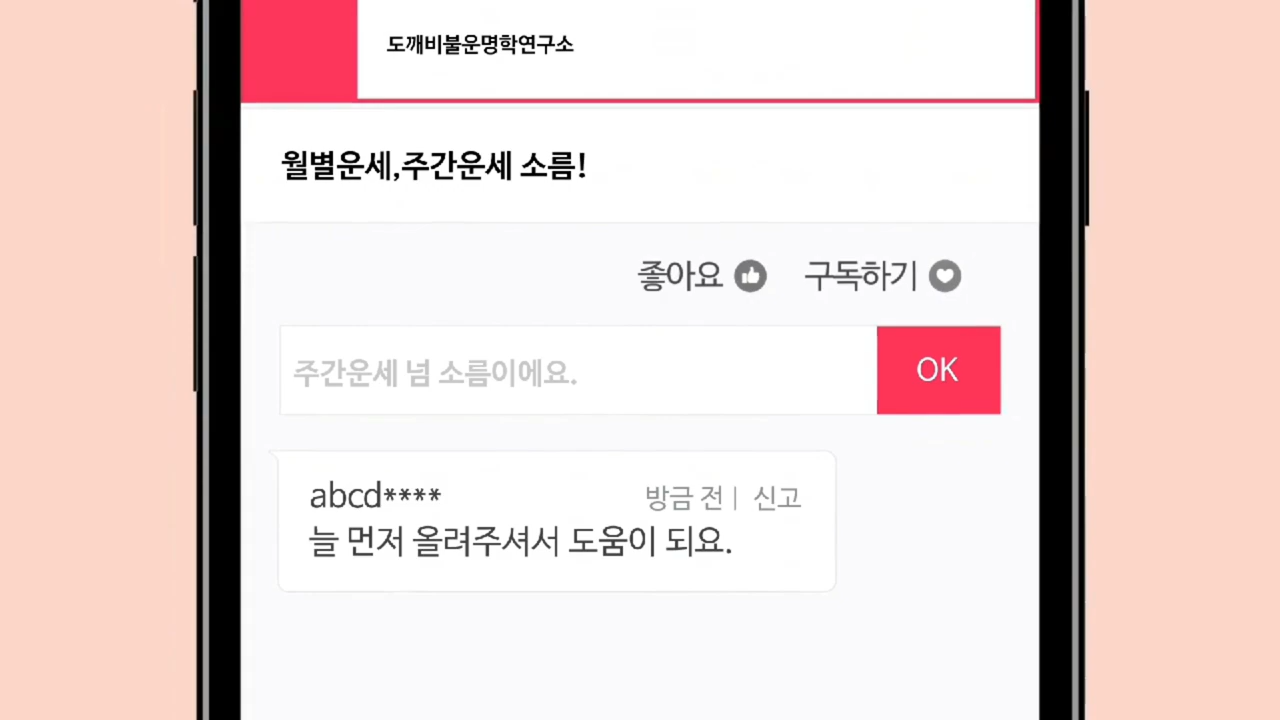 도깨비불운명학연구소
월별운세,주간운세 소름!
좋아요 구독하기
주간운세 넘 소름이에요.
OK
abcd**** 방금 전 | 신고
늘 먼저 올려주셔서 도움이 되요.